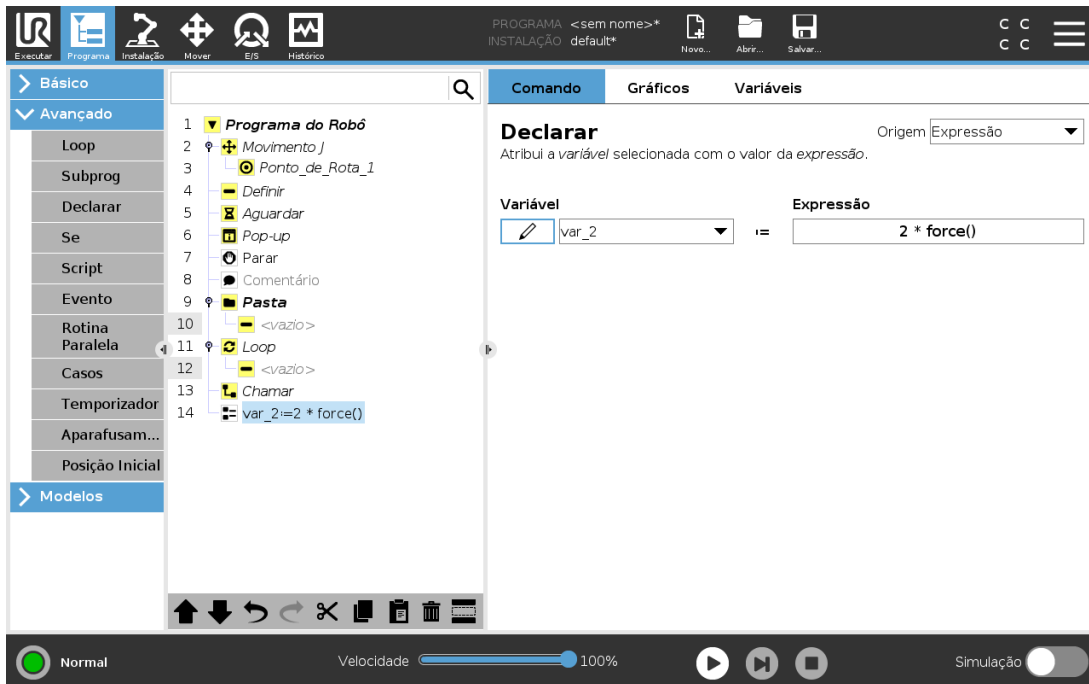 PROGRAMA <sem nome>*
INSTALAÇÃO default*
C C
C C
Executar Programa Instalação Mover E/S Histórico Novo... Abrir... Salvar...
Básico
Avançado
Loop
Subprog
Declarar
Se
Script
Evento
Rotina
Paralela
Casos
Temporizador
Aparafusam...
Posição Inicial
Modelos
1 Programa do Robô
2 Movimento J
3 Ponto_de_Rota_1
4 Definir
5 Aguardar
6 Pop-up
7 Parar
8 Comentário
9 Pasta
10 <vazio>
11 Loop
12 <vazio>
13 Chamar
14 var_2:=2 * force()
Comando Gráficos Variáveis
Declarar
Origem Expressão
Atribui a variável selecionada com o valor da expressão.
Variável Expressão
var_2 := 2 * force()
Normal Velocidade 100% Simulação